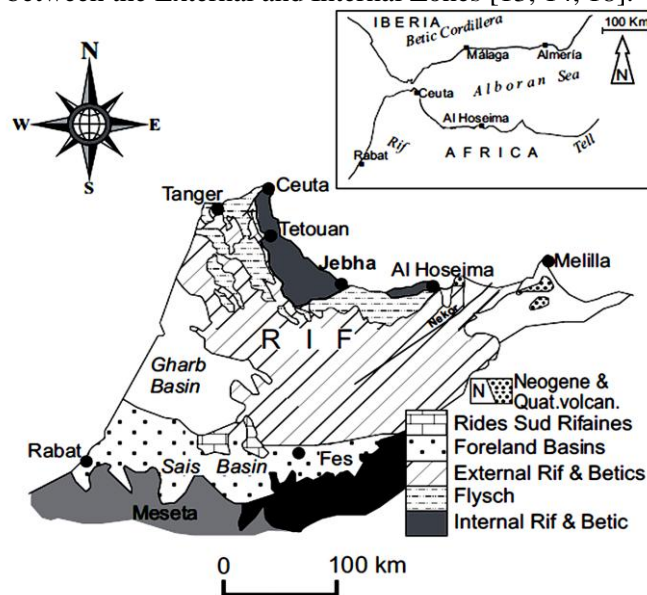 between the External and Internal Zones [13, 14, 18].
N
W E
S
IBERIA
Betic Cordillera
100 Km
Málaga
Almería
Alboran Sea
N
Ceuta
Al Hoseima
Rif
Tell
Rabat
AFRICA
Tanger
Ceuta
Tetouan
Jebha
Al Hoseima
Melilla
Nekor
R I F
Gharb
Basin
N
Neogene &
Quat.volcan.
Rides Sud Rifaines
Foreland Basins
External Rif & Betics
Flysch
Internal Rif & Betic
Rabat
Sais Basin
Fes
Meseta
0 100 km